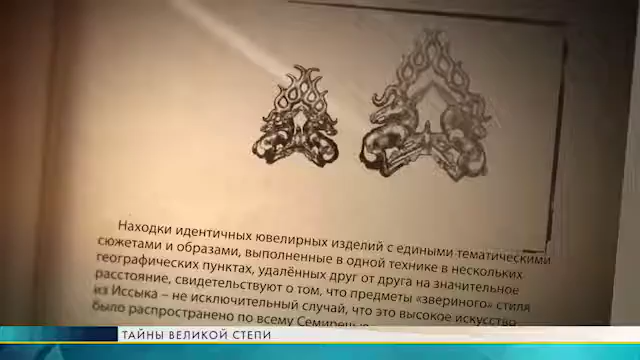 Находки идентичных ювелирных изделий с едиными тематическими
сюжетами и образами, выполненные в одной технике в нескольких
географических пунктах, удалённых друг от друга на значительное
расстояние, свидетельствуют о том, что предметы «звериного» стиля
из Иссыка – не исключительный случай, что это высокое искусство
было распространено по всему Семиречью
ТАЙНЫ ВЕЛИКОЙ СТЕПИ